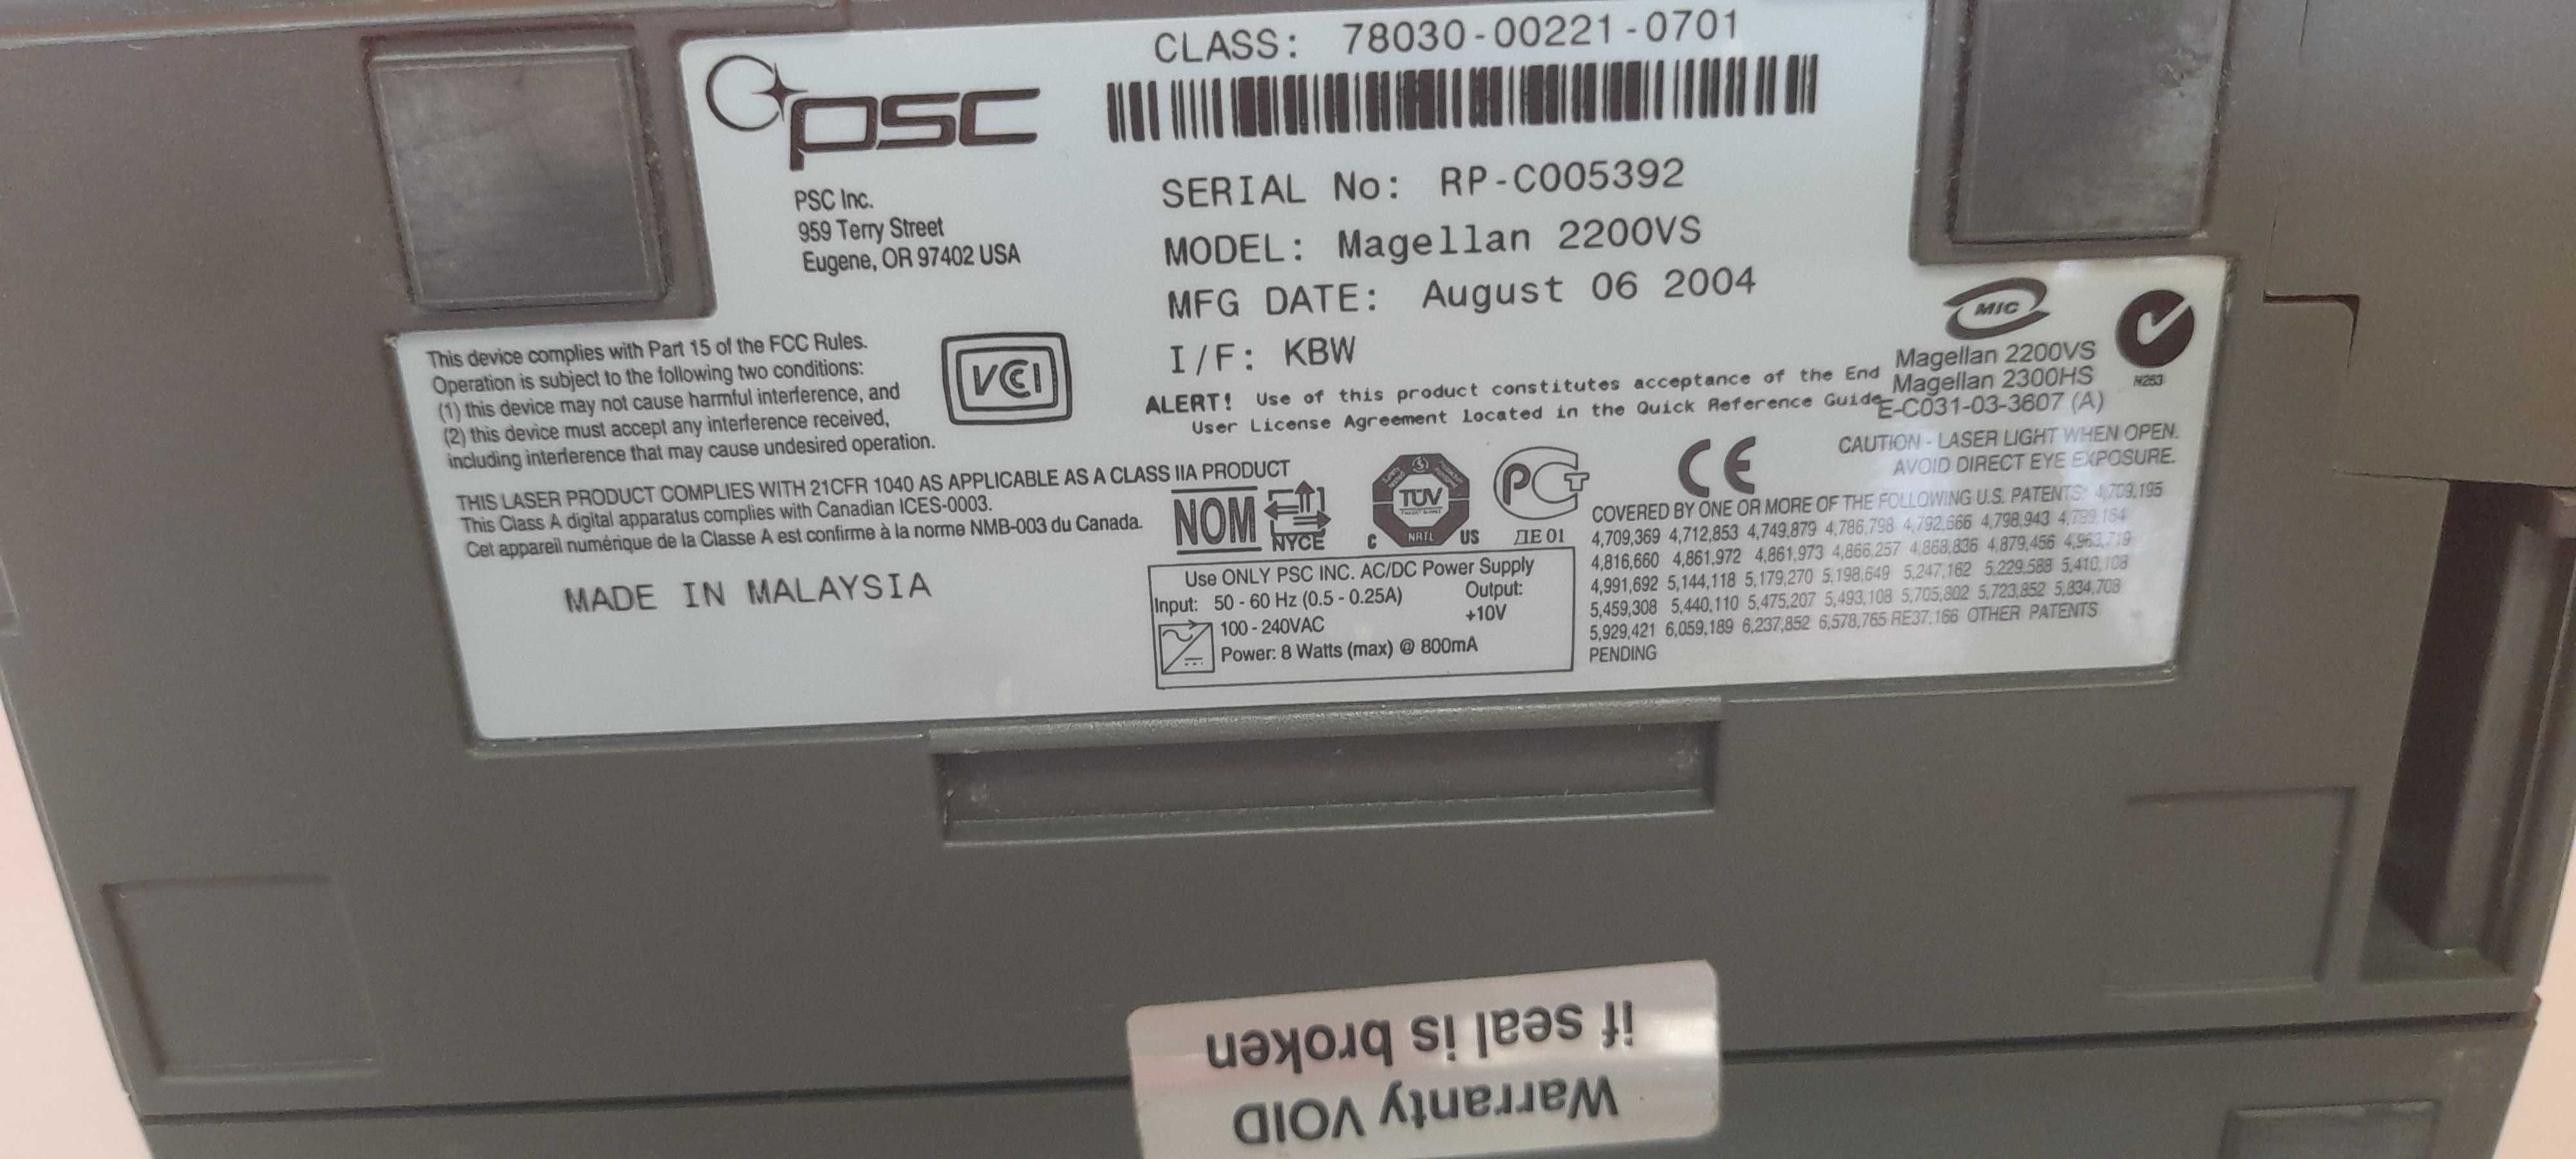 CLASS: 78030-00221-0701
psc
PSC Inc.
959 Terry Street
Eugene, OR 97402 USA
SERIAL No: RP-C005392
MODEL: Magellan 2200VS
MFG DATE: August 06 2004
I/F: KBW
ALERT! Use of this product constitutes acceptance of the End
User License Agreement located in the Quick Reference Guide
This device complies with Part 15 of the FCC Rules.
Operation is subject to the following two conditions:
(1) this device may not cause harmful interference, and
(2) this device must accept any interference received,
including interference that may cause undesired operation.
VCCI
MIC
N263
Magellan 2200VS
Magellan 2300HS
E-C031-03-3607 (A)
CAUTION - LASER LIGHT WHEN OPEN.
AVOID DIRECT EYE EXPOSURE.
THIS LASER PRODUCT COMPLIES WITH 21CFR 1040 AS APPLICABLE AS A CLASS IIA PRODUCT
This Class A digital apparatus complies with Canadian ICES-0003.
Cet appareil numérique de la Classe A est confirme à la norme NMB-003 du Canada.
MADE IN MALAYSIA
NOM
NYCE
TUV
NRTL
C US
PCT
ДЕ 01
CE
Use ONLY PSC INC. AC/DC Power Supply
Input: 50 - 60 Hz (0.5 - 0.25A) Output:
100 - 240VAC +10V
Power: 8 Watts (max) @ 800mA
COVERED BY ONE OR MORE OF THE FOLLOWING U.S. PATENTS: 4,709,195
4,709,369 4,712,853 4,749,879 4,786,798 4,792,666 4,798,943 4,799,164
4,816,660 4,861,972 4,861,973 4,866,257 4,868,836 4,879,456 4,963,719
4,991,692 5,144,118 5,179,270 5,198,649 5,247,162 5,229,588 5,410,108
5,459,308 5,440,110 5,475,207 5,493,108 5,705,802 5,723,852 5,834,708
5,929,421 6,059,189 6,237,852 6,578,765 RE37,166 OTHER PATENTS
PENDING
Warranty VOID
if seal is broken